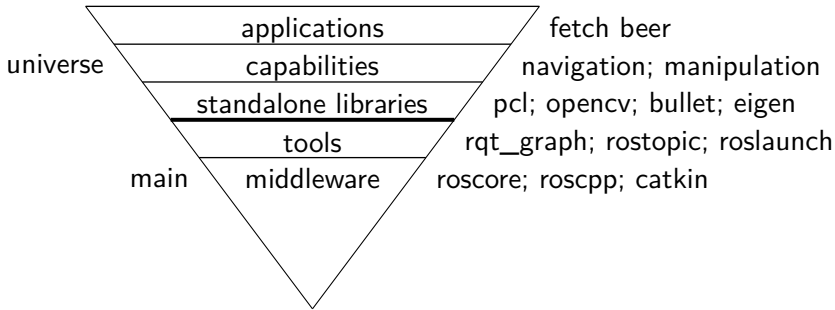 applications fetch beer
universe capabilities navigation; manipulation
standalone libraries pcl; opencv; bullet; eigen
tools rqt_graph; rostopic; roslaunch
main middleware roscore; roscpp; catkin